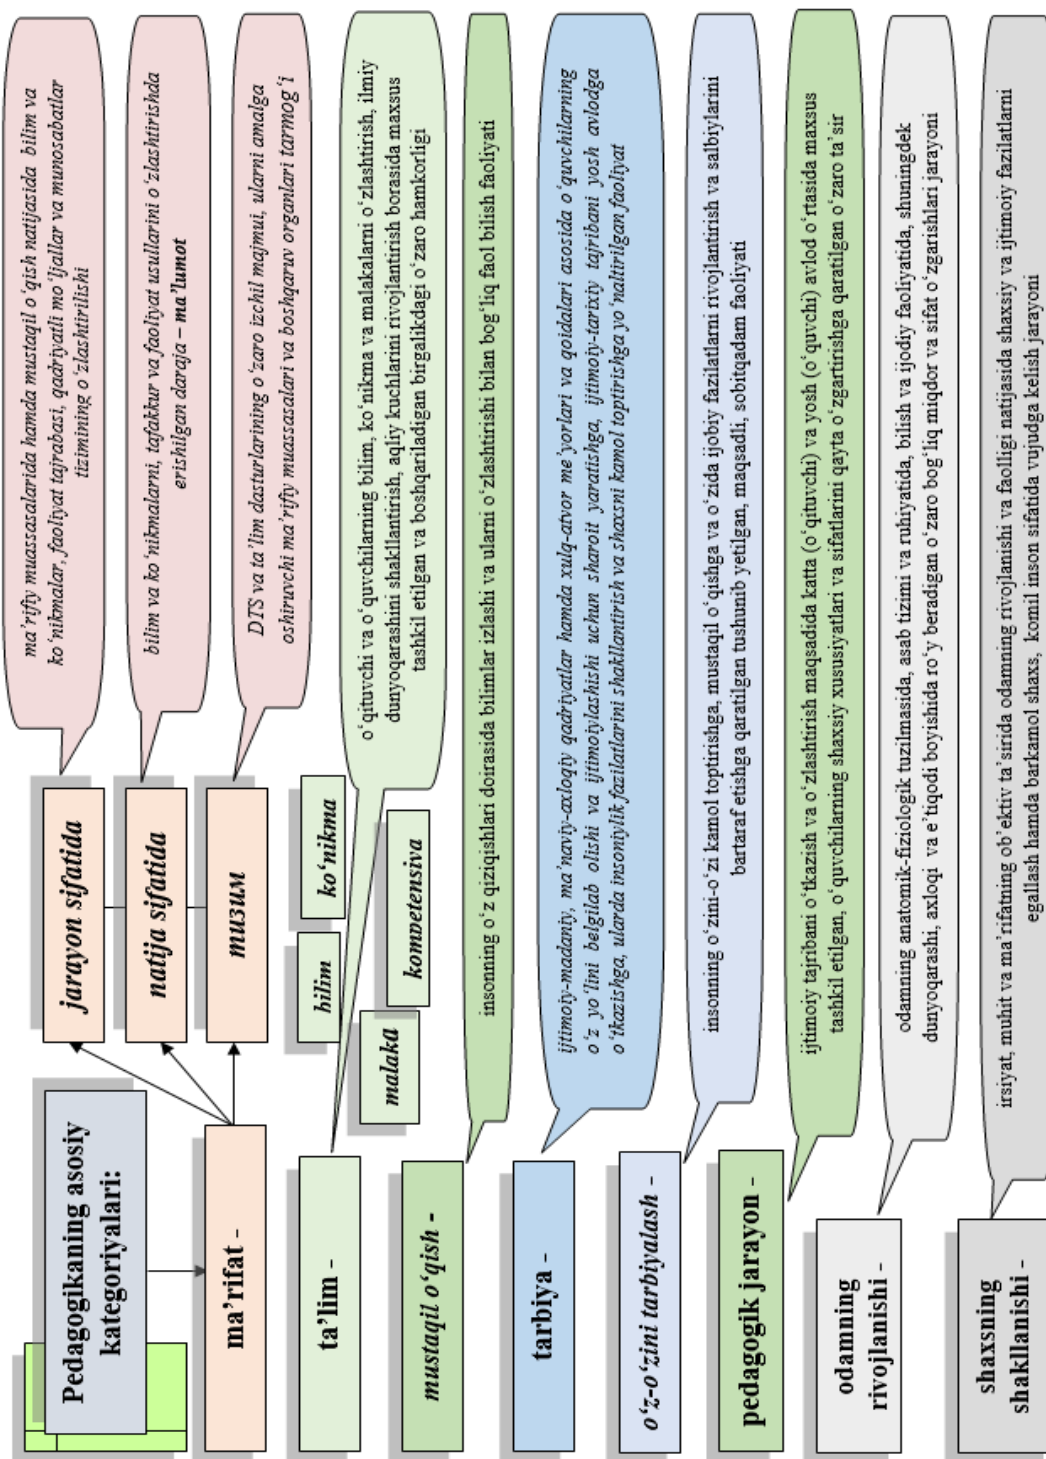 Pedagogikaning asosiy
kategoriyalari:
ma’rifat -
jarayon sifatida
ma’rifiy muassasalarida hamda mustaqil o‘qish natijasida bilim va
ko‘nikmalar, faoliyat tajrabasi, qadriyatli mo‘ljallar va munosabatlar
tizimining o‘zlashtirilishi
natija sifatida
bilim va ko‘nikmalarni, tafakkur va faoliyat usullarini o‘zlashtirishda
erishilgan daraja – ma’lumot
тизим
DTS va ta’lim dasturlarining o‘zaro izchil majmui, ularni amalga
oshiruvchi ma’rifiy muassasalari va boshqaruv organlari tarmog‘i
ta’lim -
bilim
ko‘nikma
malaka
kompetensiya
o‘qituvchi va o‘quvchilarning bilim, ko‘nikma va malakalarni o‘zlashtirish, ilmiy
dunyoqarashini shakllantirish, aqliy kuchlarini rivojlantirish borasida maxsus
tashkil etilgan va boshqariladigan birgalikdagi o‘zaro hamkorligi
mustaqil o‘qish -
insonning o‘z qiziqishlari doirasida bilimlar izlashi va ularni o‘zlashtirishi bilan bog‘liq faol bilish faoliyati
tarbiya -
ijtimoiy-madaniy, ma’naviy-axloqiy qadriyatlar hamda xulq-atvor me’yorlari va qoidalari asosida o‘quvchilarning
o‘z yo‘lini belgilab olishi va ijtimoiylashishi uchun sharoit yaratishga, ijtimoiy-tarixiy tajribani yosh avlodga
o‘tkazishga, ularda insoniylik fazilatlarini shakllantirish va shaxsni kamol toptirishga yo‘naltirilgan faoliyat
o‘z-o‘zini tarbiyalash -
insonning o‘zini-o‘zi kamol toptirishga, mustaqil o‘qishga va o‘zida ijobiy fazilatlarni rivojlantirish va salbiylarini
bartaraf etishga qaratilgan tushunib yetilgan, maqsadli, sobitqadam faoliyati
pedagogik jarayon -
ijtimoiy tajribani o‘tkazish va o‘zlashtirish maqsadida katta (o‘qituvchi) va yosh (o‘quvchi) avlod o‘rtasida maxsus
tashkil etilgan, o‘quvchilarning shaxsiy xususiyatlari va sifatlarini qayta o‘zgartirishga qaratilgan o‘zaro ta’sir
odamning
rivojlanishi -
odamning anatomik-fiziologik tuzilmasida, asab tizimi va ruhiyatida, bilish va ijodiy faoliyatida, shuningdek
dunyoqarashi, axloqi va e’tiqodi boyishida ro‘y beradigan o‘zaro bog‘liq miqdor va sifat o‘zgarishlari jarayoni
shaxsning
shakllanishi -
irsiyat, muhit va ma’rifatning ob’ektiv ta’sirida odamning rivojlanishi va faolligi natijasida shaxsiy va ijtimoiy fazilatlarni
egallash hamda barkamol shaxs, komil inson sifatida vujudga kelish jarayoni